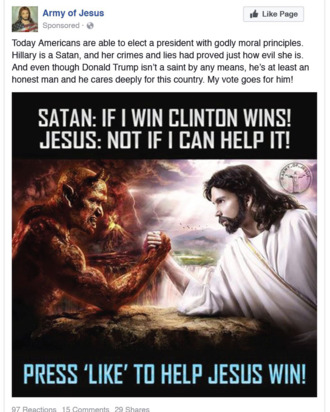 Army of Jesus
Like Page
Sponsored ·
Today Americans are able to elect a president with godly moral principles.
Hillary is a Satan, and her crimes and lies had proved just how evil she is.
And even though Donald Trump isn't a saint by any means, he's at least an
honest man and he cares deeply for this country. My vote goes for him!
SATAN: IF I WIN CLINTON WINS!
JESUS: NOT IF I CAN HELP IT!
PRESS 'LIKE' TO HELP JESUS WIN!
97 Reactions 15 Comments 29 Shares